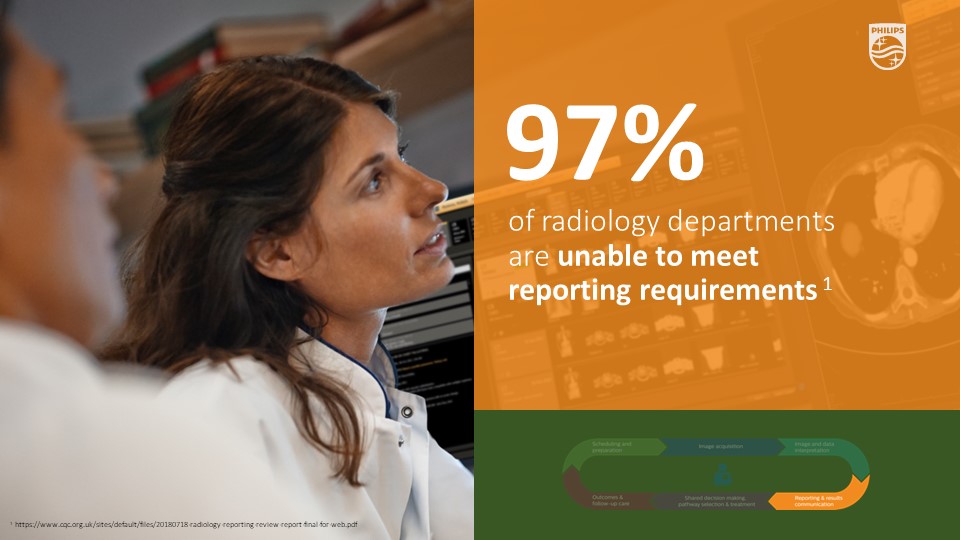 PHILIPS
97%
of radiology departments
are unable to meet
reporting requirements 1
Scheduling and
preparation
Image acquisition
Image and data
interpretation
Outcomes &
Follow-up care
Shared decision making,
pathway selection & treatment
Reporting & results
communication
1 https://www.cqc.org.uk/sites/default/files/20180718-radiology-reporting-review-report-final-for-web.pdf